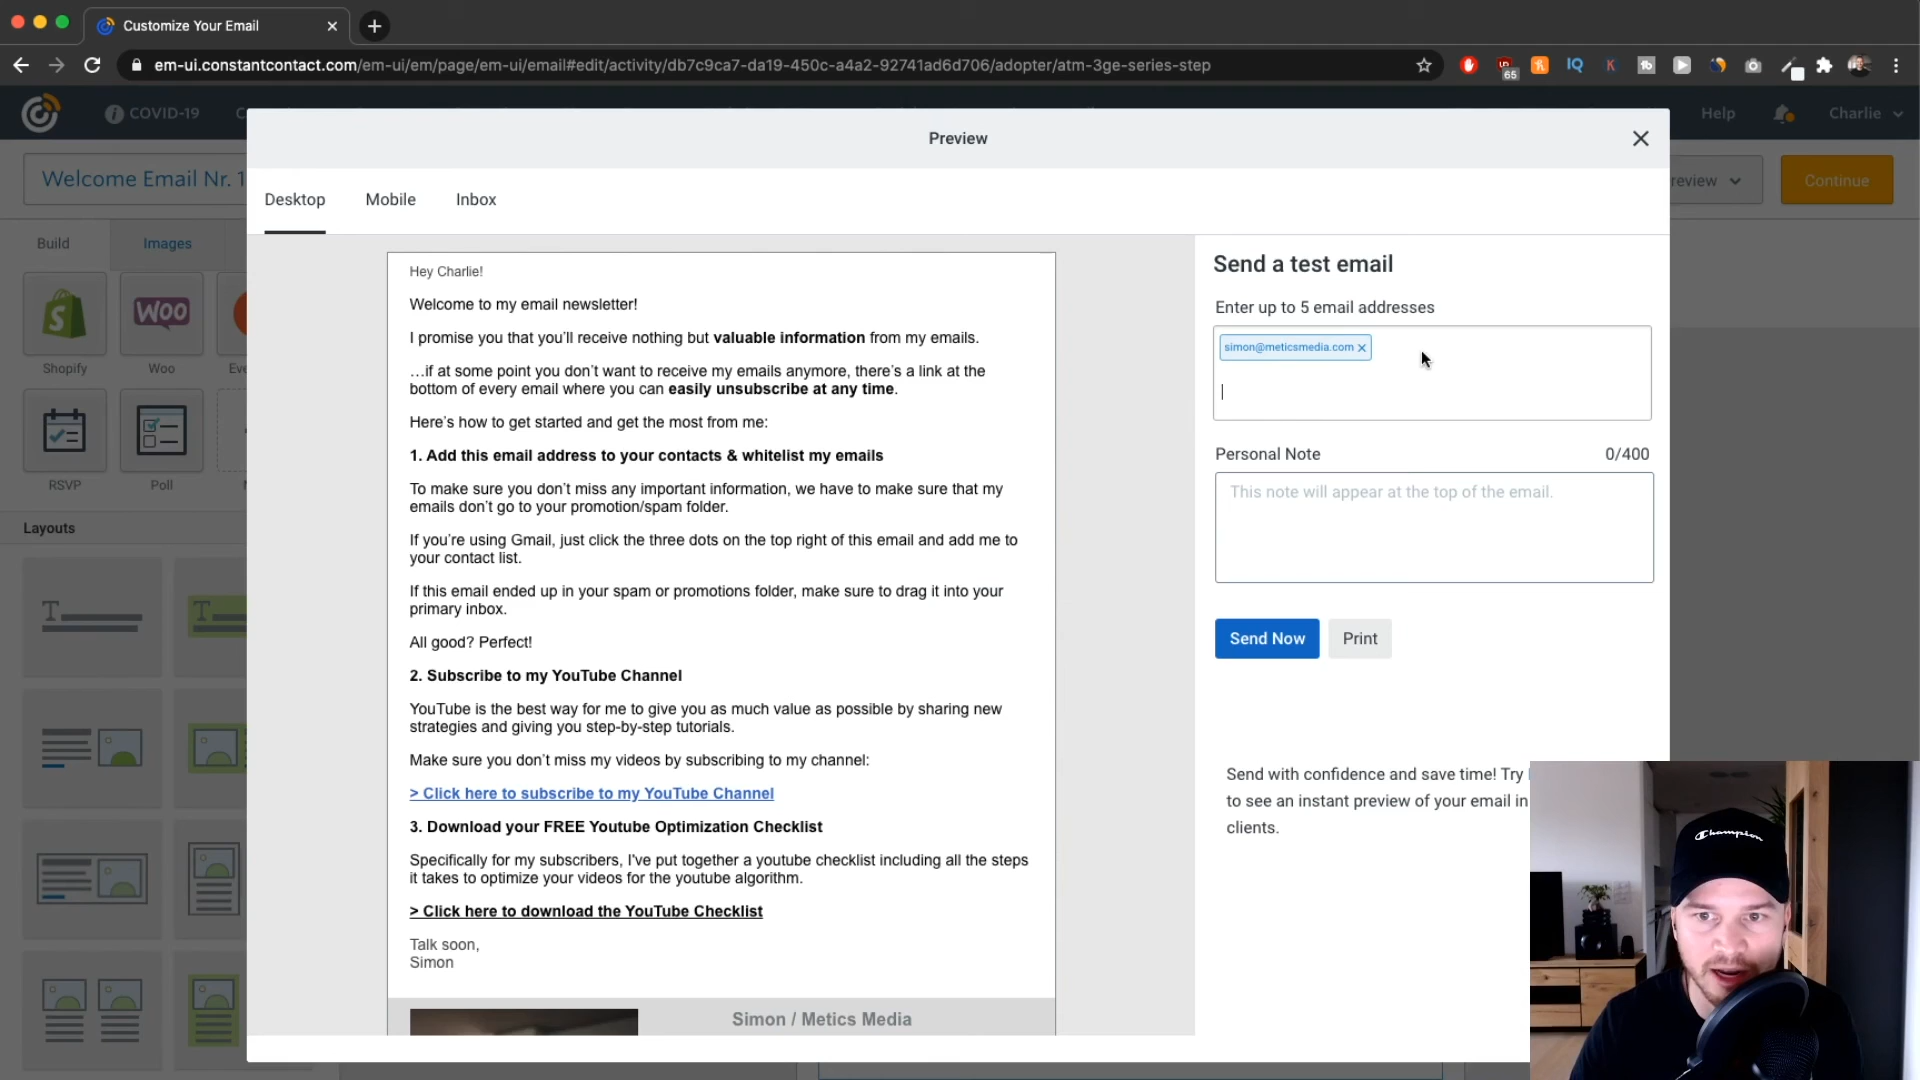 Customize Your Email
em-ui.constantcontact.com/em-ui/em/page/em-ui/email#edit/activity/db7c9ca7-da19-450c-a4a2-92741ad6d706/adopter/atm-3ge-series-step
65
IQ
K
COVID-19
Help
Charlie
Preview
Welcome Email Nr. 1
review
Continue
Desktop
Mobile
Inbox
Build
Images
Shopify
Woo
Eve
RSVP
Poll
Layouts
Hey Charlie!
Welcome to my email newsletter!
I promise you that you’ll receive nothing but valuable information from my emails.
…if at some point you don’t want to receive my emails anymore, there’s a link at the
bottom of every email where you can easily unsubscribe at any time.
Here’s how to get started and get the most from me:
1. Add this email address to your contacts & whitelist my emails
To make sure you don’t miss any important information, we have to make sure that my
emails don’t go to your promotion/spam folder.
If you’re using Gmail, just click the three dots on the top right of this email and add me to
your contact list.
If this email ended up in your spam or promotions folder, make sure to drag it into your
primary inbox.
All good? Perfect!
2. Subscribe to my YouTube Channel
YouTube is the best way for me to give you as much value as possible by sharing new
strategies and giving you step-by-step tutorials.
Make sure you don’t miss my videos by subscribing to my channel:
> Click here to subscribe to my YouTube Channel
3. Download your FREE Youtube Optimization Checklist
Specifically for my subscribers, I've put together a youtube checklist including all the steps
it takes to optimize your videos for the youtube algorithm.
> Click here to download the YouTube Checklist
Talk soon,
Simon
Simon / Metics Media
Send a test email
Enter up to 5 email addresses
simon@meticsmedia.com
Personal Note
0/400
This note will appear at the top of the email.
Send Now
Print
Send with confidence and save time! Try
to see an instant preview of your email in
clients.
Champion